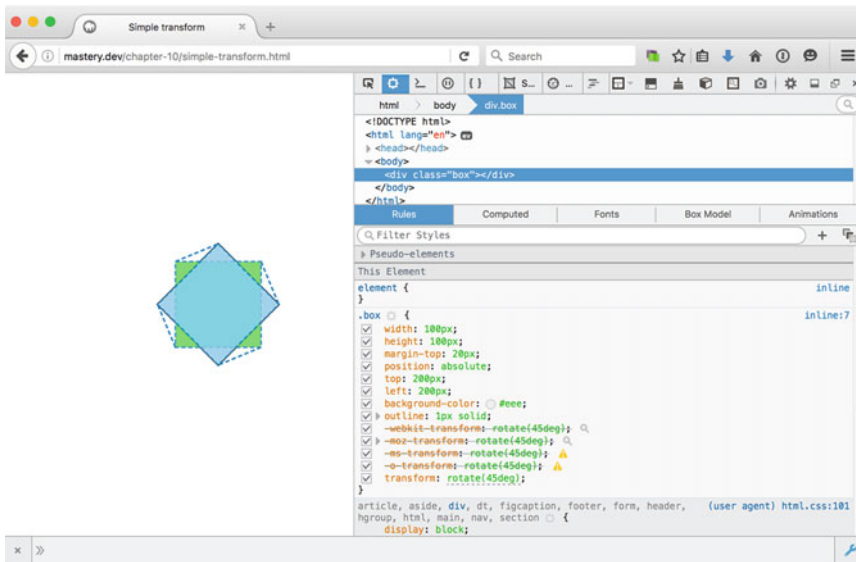 Simple transform × +
mastery.dev/chapter-10/simple-transform.html
Search
{ } S...
html body div.box
<!DOCTYPE html>
<html lang="en"> ev
<head></head>
<body>
<div class="box"></div>
</body>
</html>
Rules Computed Fonts Box Model Animations
Filter Styles +
Pseudo-elements
This Element
element { inline
}
.box { inline:7
width: 100px;
height: 100px;
margin-top: 20px;
position: absolute;
top: 200px;
left: 200px;
background-color: #eee;
outline: 1px solid;
-webkit-transform: rotate(45deg);
-moz-transform: rotate(45deg);
-ms-transform: rotate(45deg);
-o-transform: rotate(45deg);
transform: rotate(45deg);
}
article, aside, div, dt, figcaption, footer, form, header, (user agent) html.css:101
hgroup, html, main, nav, section {
display: block;
× »